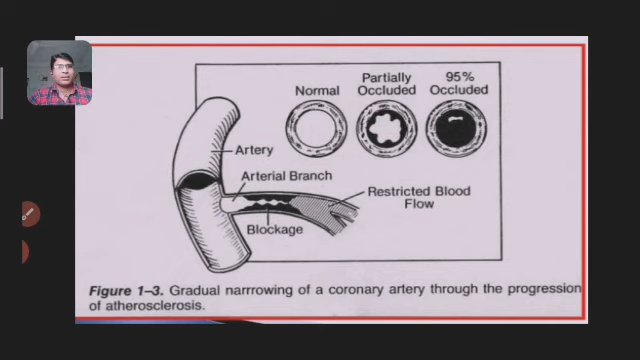 Normal
Partially
Occluded
95%
Occluded
Artery
Arterial Branch
Restricted Blood
Flow
Blockage
Figure 1–3. Gradual narrrowing of a coronary artery through the progression
of atherosclerosis.